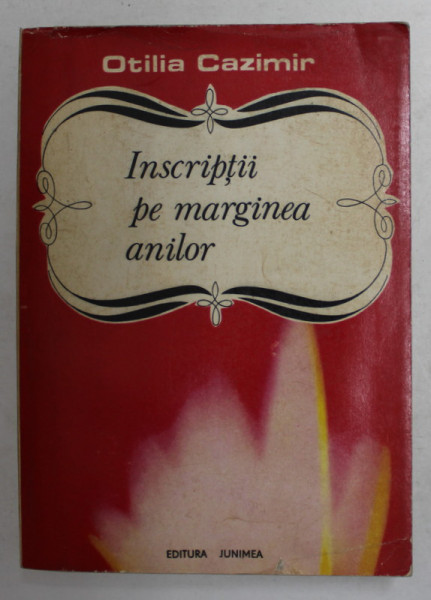 Otilia Cazimir
Inscripții
pe marginea
anilor
EDITURA JUNIMEA